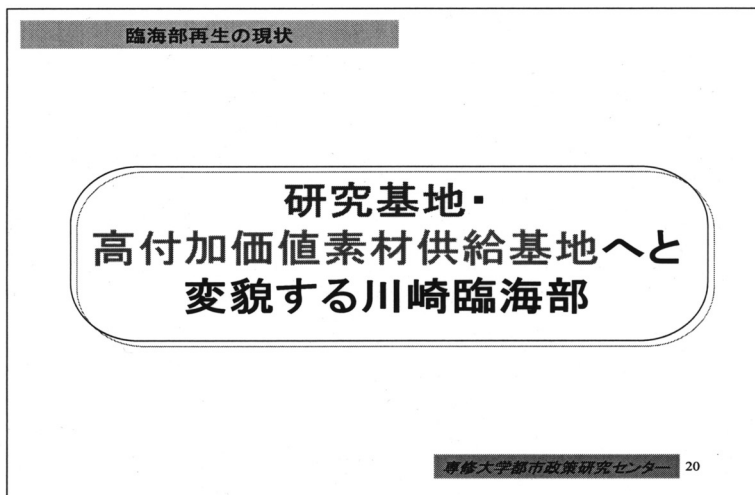 臨海部再生の現状
研究基地・
高付加価値素材供給基地へと
変貌する川崎臨海部
専修大学都市政策研究センター 20